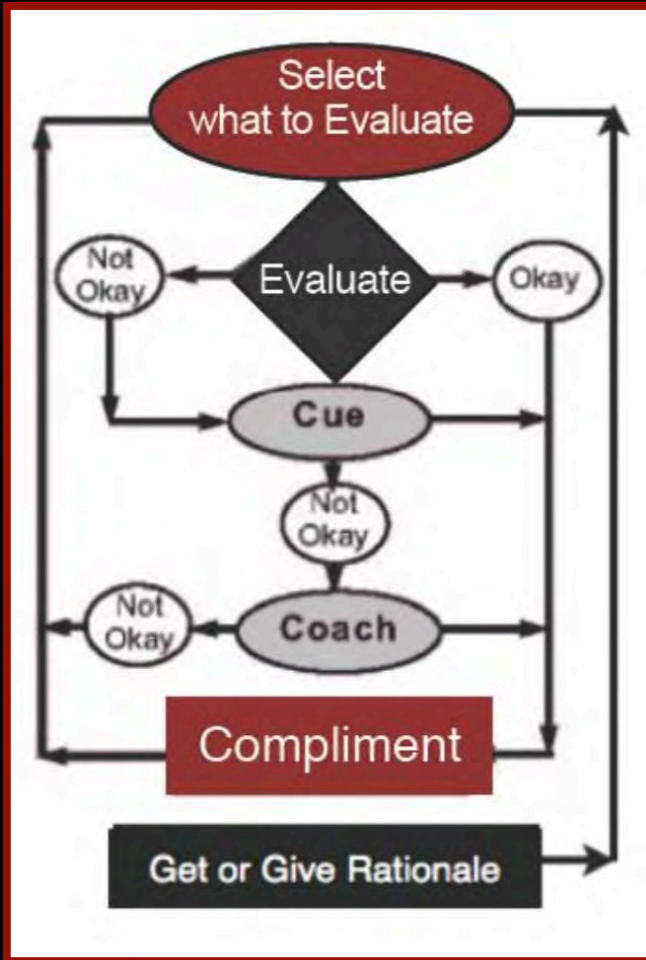 Select
what to Evaluate
Not
Okay
Evaluate
Okay
Cue
Not
Okay
Not
Okay
Coach
Compliment
Get or Give Rationale